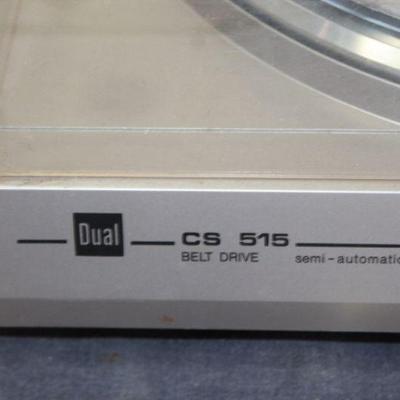 Dual CS 515
BELT DRIVE semi-automatic